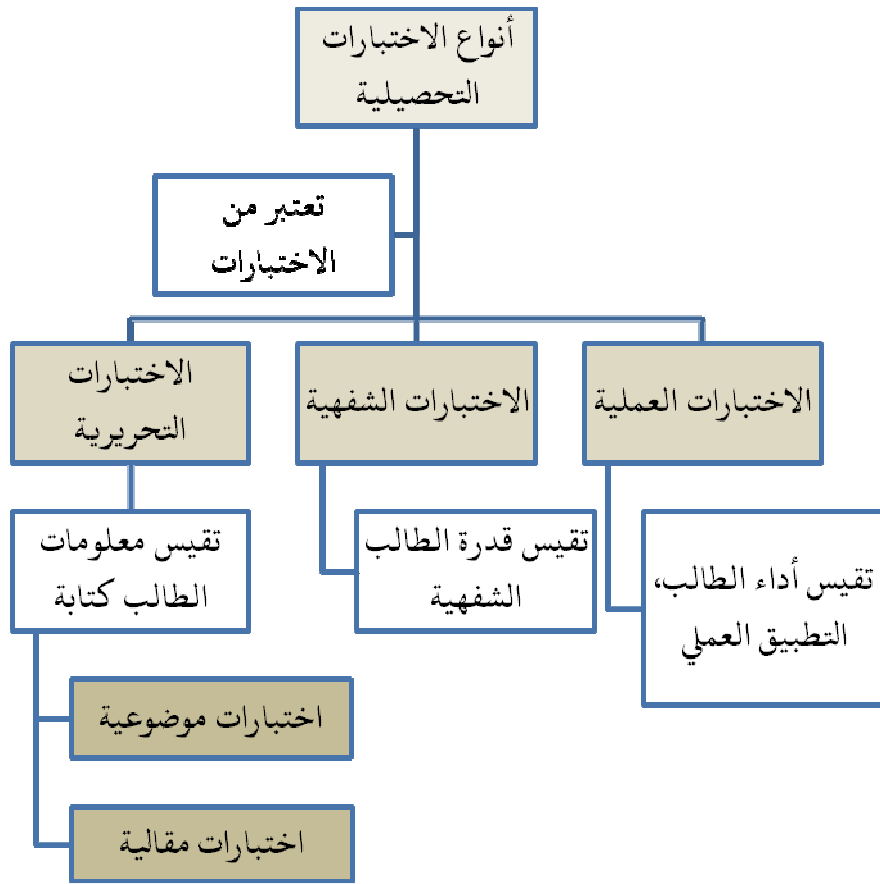 أنواع الاختبارات
التحصيلية
تعتبر من
الاختبارات
الاختبارات العملية
الاختبارات الشفهية
الاختبارات
التحريرية
تقيس أداء الطالب،
التطبيق العملي
تقيس قدرة الطالب
الشفهية
تقيس معلومات
الطالب كتابة
اختبارات موضوعية
اختبارات مقالية